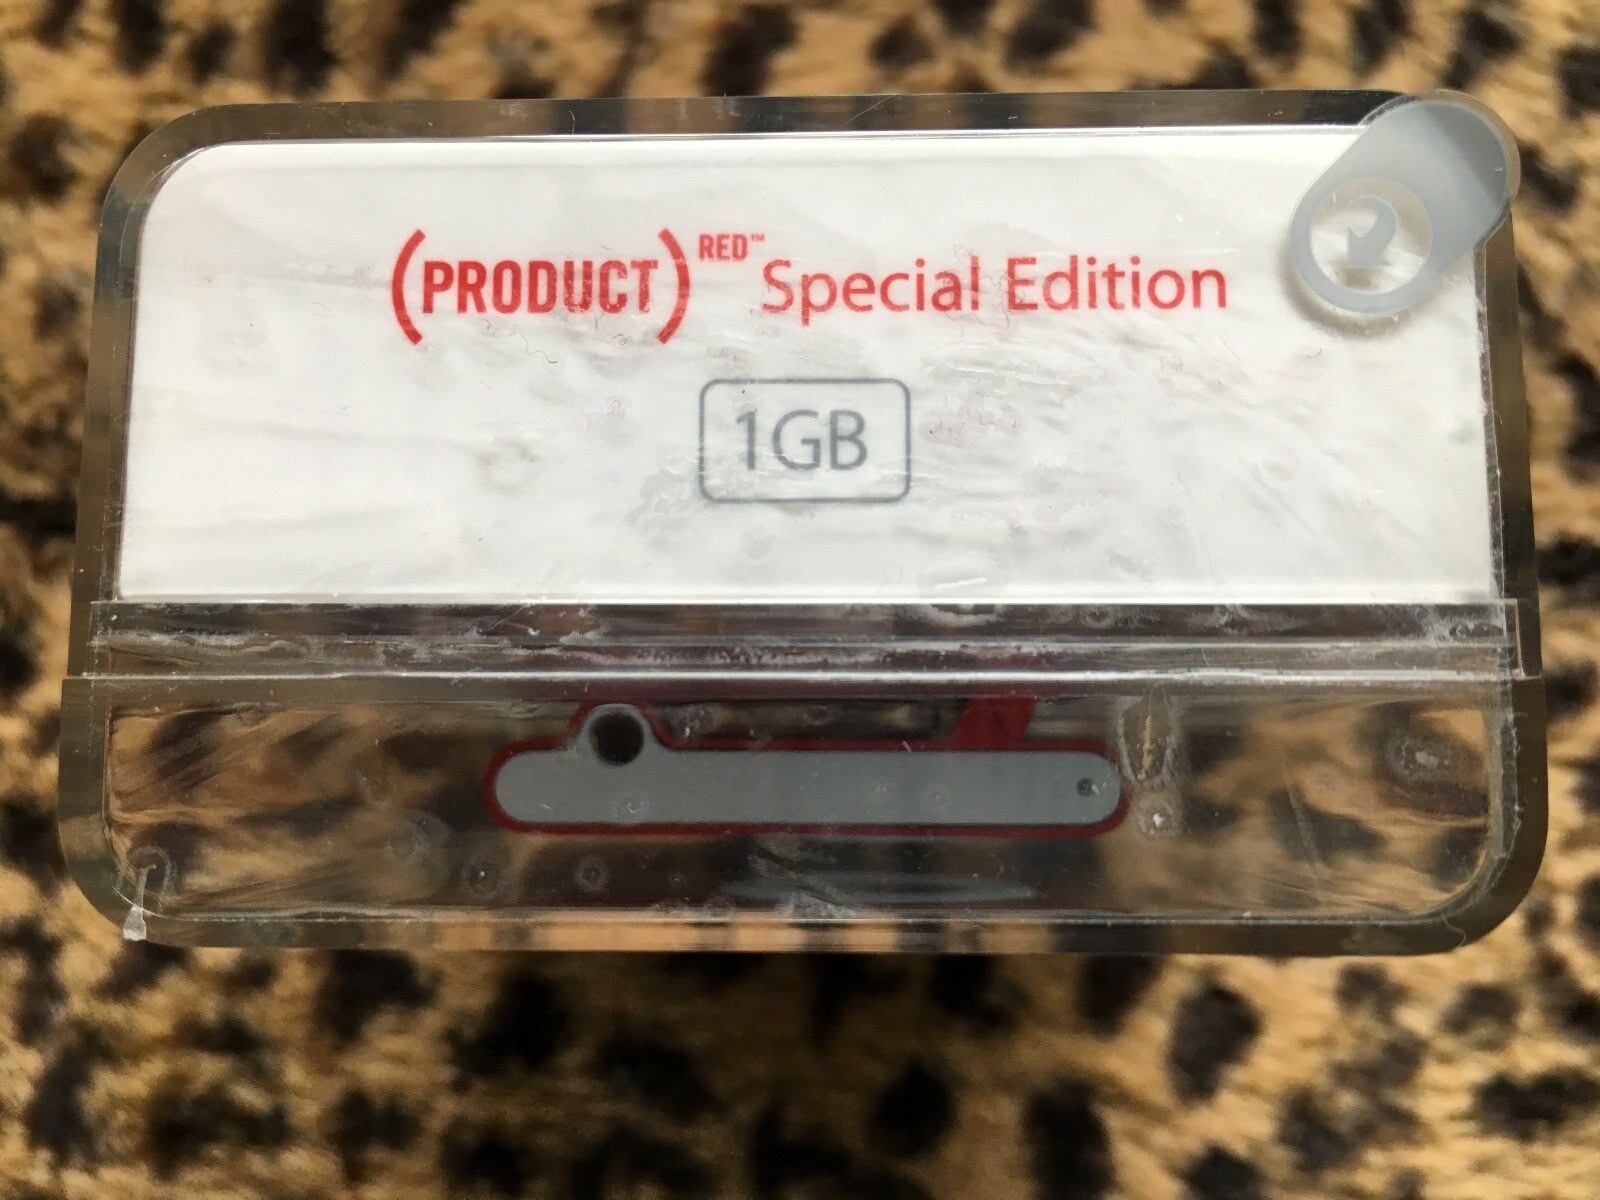 (PRODUCT) RED™ Special Edition
1GB